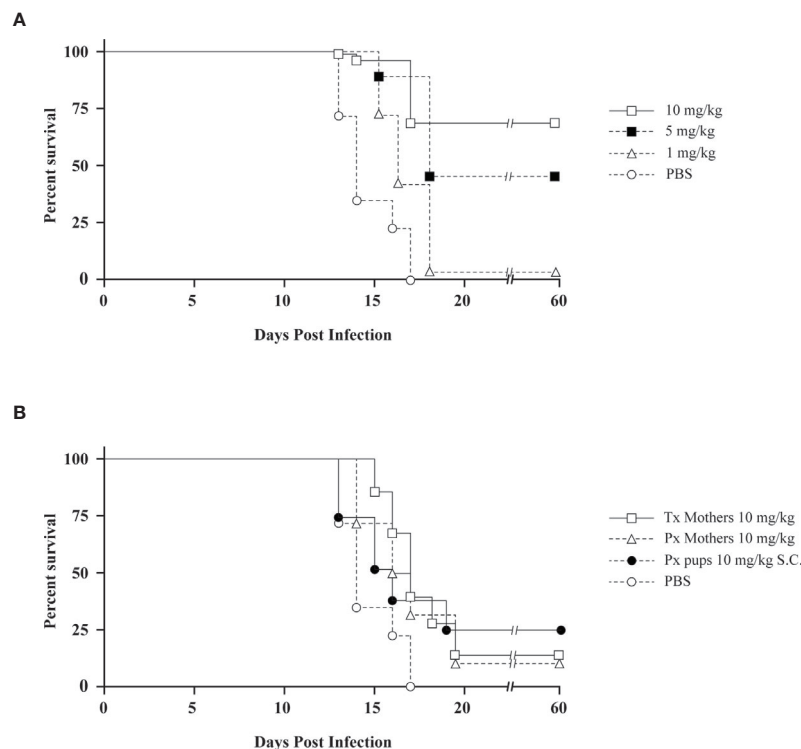 A
100
75
50
25
0
Percent survival
0 5 10 15 20 60
Days Post Infection
10 mg/kg
5 mg/kg
1 mg/kg
PBS
B
100
75
50
25
0
Percent survival
0 5 10 15 20 60
Days Post Infection
Tx Mothers 10 mg/kg
Px Mothers 10 mg/kg
Px pups 10 mg/kg S.C.
PBS